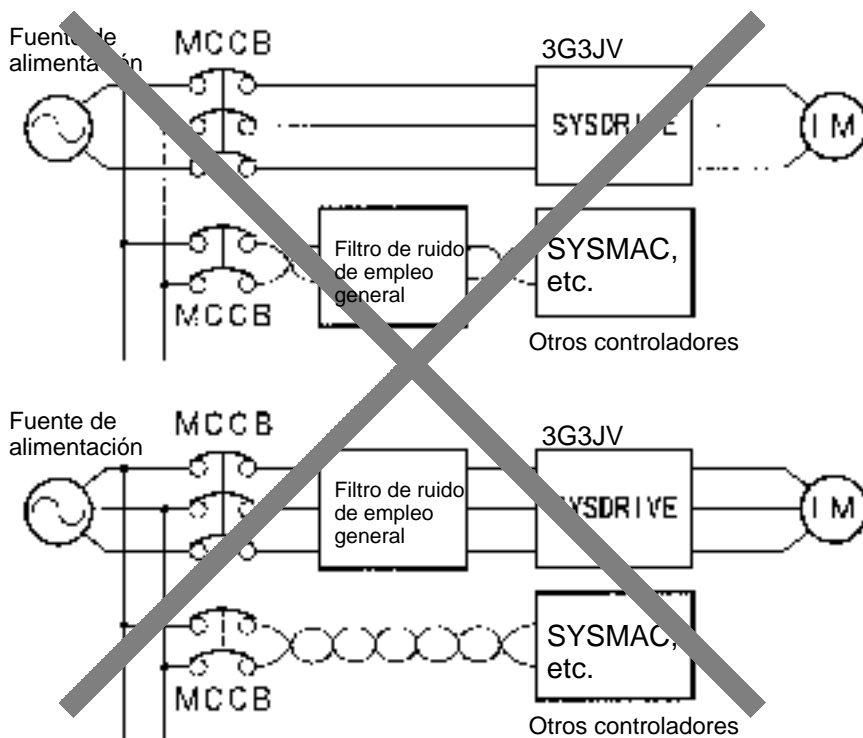 Fuente de
alimentación
MCCB
3G3JV
SYSDRIVE
IM
Filtro de ruido
de empleo
general
SYSMAC,
etc.
MCCB
Otros controladores
Fuente de
alimentación
MCCB
3G3JV
Filtro de ruido
de empleo
general
SYSDRIVE
IM
SYSMAC,
etc.
MCCB
Otros controladores